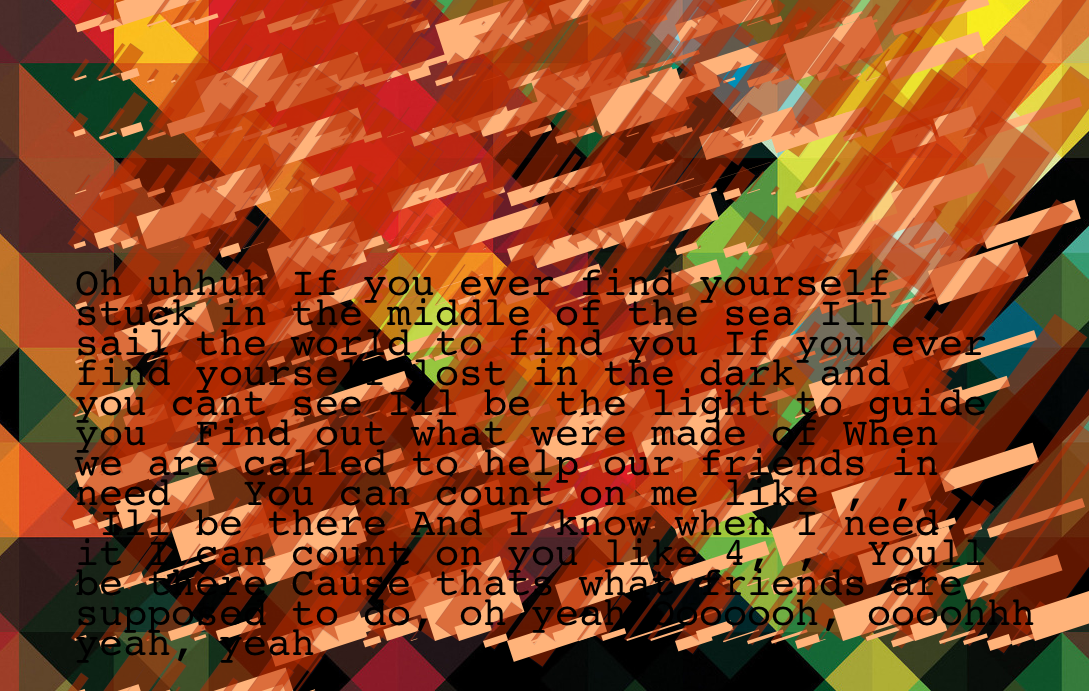 Oh uhhuh If you ever find yourself
stuck in the middle of the sea Ill
sail the world to find you If you ever
find yourself lost in the dark and
you cant see Ill be the light to guide
you  Find out what were made of When
we are called to help our friends in
need   You can count on me like , ,
 Ill be there And I know when I need
it I can count on you like 4, ,  Youll
be there Cause thats what friends are
supposed to do, oh yeah Oooooh, oooohhh
yeah, yeah